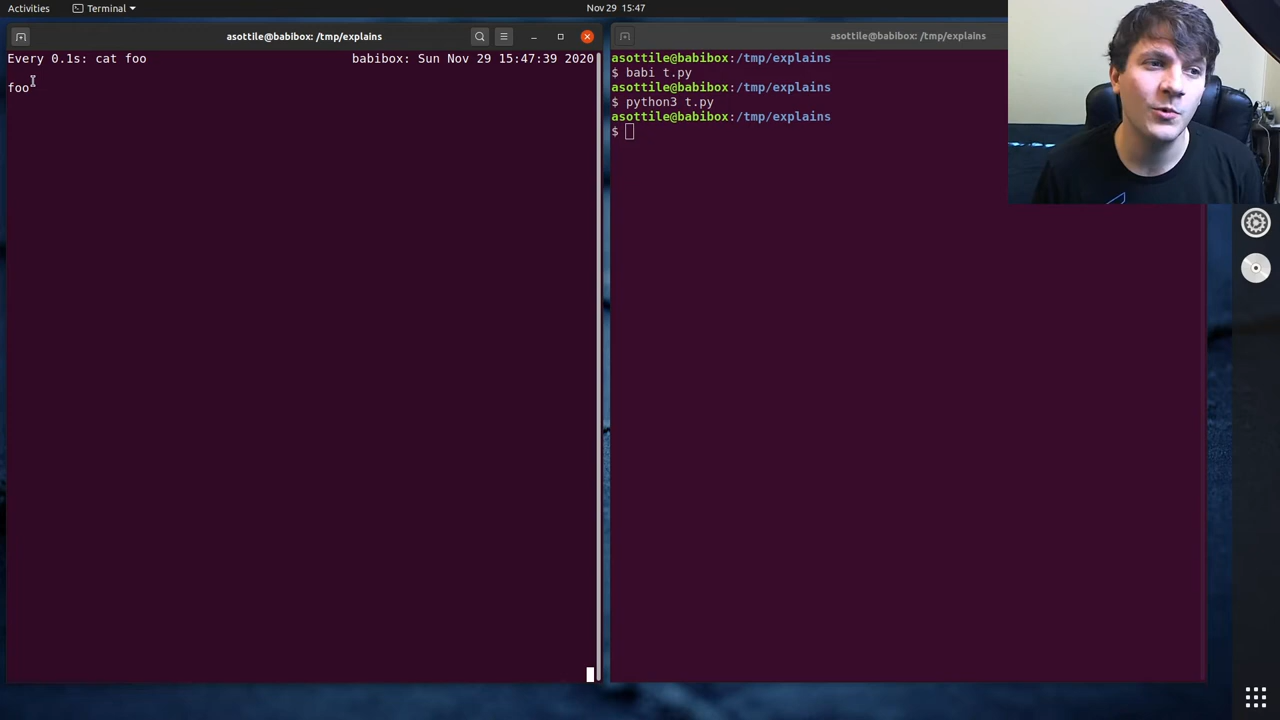 Activities
Terminal
Nov 29 15:47
asottile@babibox: /tmp/explains
Every 0.1s: cat foo
babibox: Sun Nov 29 15:47:39 2020
foo
asottile@babibox: /tmp/explains
asottile@babibox:/tmp/explains
$ babi t.py
asottile@babibox:/tmp/explains
$ python3 t.py
asottile@babibox:/tmp/explains
$